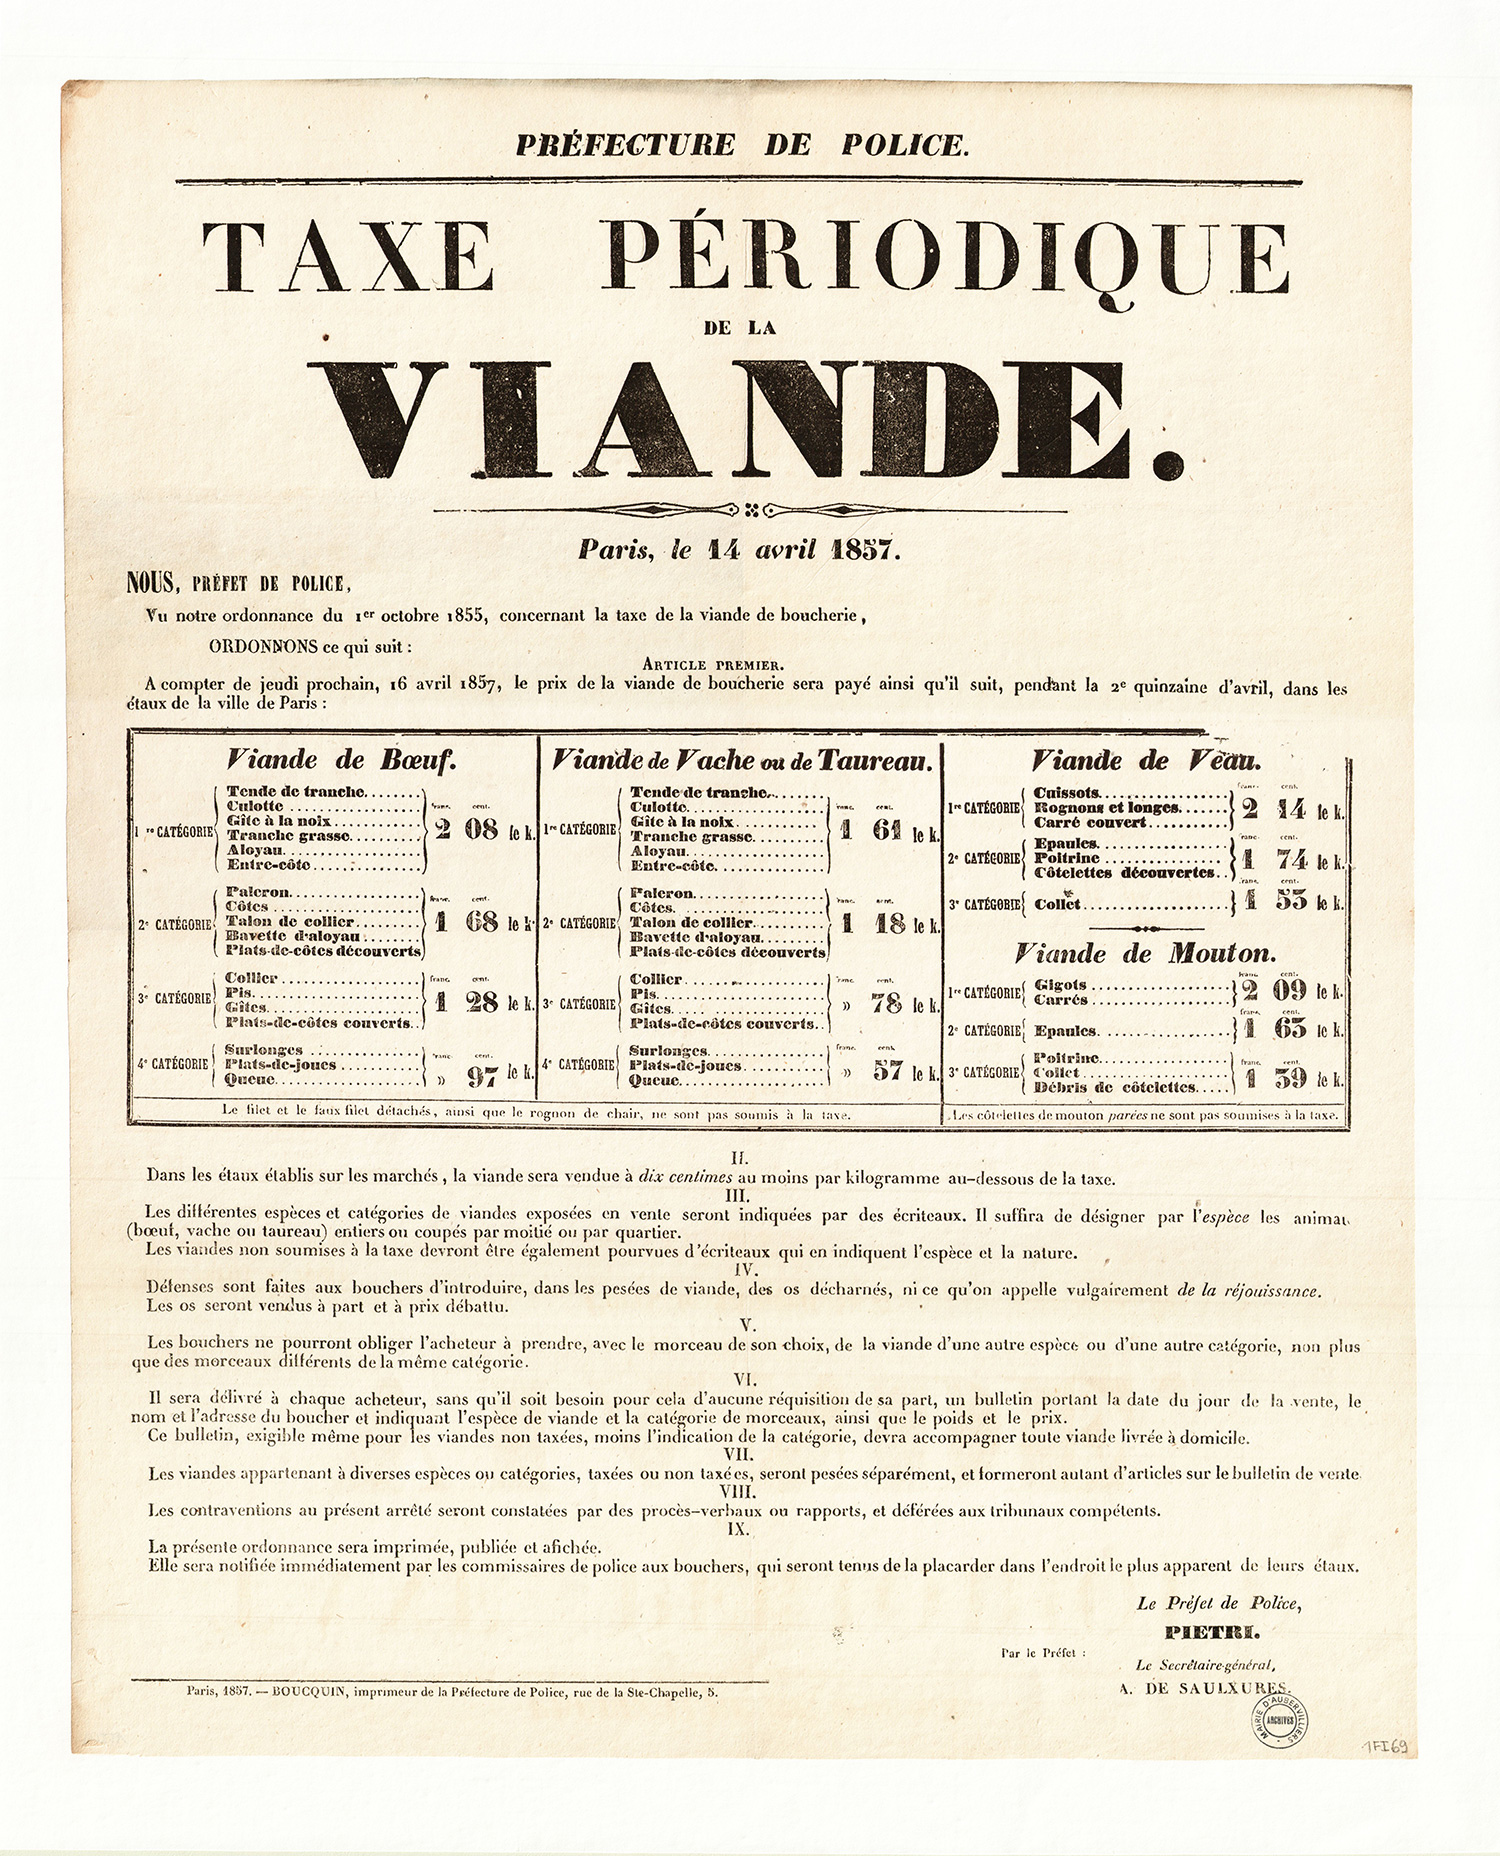 PRÉFECTURE DE POLICE.
TAXE PÉRIODIQUE
DE LA
VIANDE.
Paris, le 14 avril 1857.
NOUS, PRÉFET DE POLICE,
Vu notre ordonnance du 1er octobre 1855, concernant la taxe de la viande de boucherie,
ORDONNONS ce qui suit :
ARTICLE PREMIER.
A compter de jeudi prochain, 16 avril 1857, le prix de la viande de boucherie sera payé ainsi qu'il suit, pendant la 2e quinzaine d'avril, dans les
étaux de la ville de Paris :
Viande de Bœuf.
1re CATÉGORIE
Tende de tranche.......
Culotte ..................
Gîte à la noix............
Tranche grasse..........
Aloyau...................
Entre-côte...............
franc. cent.
2 08 le k.
2e CATÉGORIE
Paleron...................
Côtes ....................
Talon de collier.........
Bavette d'aloyau ........
Plats-de-côtes découverts
franc. cent.
1 68 le k.
3e CATÉGORIE
Collier ...................
Pis.......................
Gîtes.....................
Plats-de-côtes couverts..
franc. cent.
1 28 le k.
4e CATÉGORIE
Surlonges ...............
Plats-de-joues ...........
Queue....................
franc. cent.
» 97 le k.
Viande de Vache ou de Taureau.
1re CATÉGORIE
Tende de tranche.......
Culotte...................
Gîte à la noix............
Tranche grasse..........
Aloyau...................
Entre-côte...............
franc. cent.
1 61 le k.
2e CATÉGORIE
Paleron...................
Côtes.....................
Talon de collier.........
Bavette d'aloyau........
Plats-de-côtes découverts
franc. cent.
1 18 le k.
3e CATÉGORIE
Collier ...................
Pis.......................
Gîtes.....................
Plats-de-côtes couverts..
franc. cent.
» 78 le k.
4e CATÉGORIE
Surlonges................
Plats-de-joues...........
Queue....................
franc. cent.
» 57 le k.
Le filet et le faux filet détachés, ainsi que le rognon de chair, ne sont pas soumis à la taxe.
Viande de Veau.
1re CATÉGORIE
Cuissots..................
Rognons et longes.......
Carré couvert............
franc. cent.
2 14 le k.
2e CATÉGORIE
Epaules..................
Poitrine .................
Côtelettes découvertes..
franc. cent.
1 74 le k.
3e CATÉGORIE
Collet....................
franc. cent.
1 55 le k.
Viande de Mouton.
1re CATÉGORIE
Gigots ...................
Carrés ...................
franc. cent.
2 09 le k.
2e CATÉGORIE
Epaules..................
franc. cent.
1 65 le k.
3e CATÉGORIE
Poitrine..................
Collet....................
Débris de côtelettes.....
franc. cent.
1 39 le k.
Les côtelettes de mouton parées ne sont pas soumises à la taxe.
II.
Dans les étaux établis sur les marchés, la viande sera vendue à dix centimes au moins par kilogramme au-dessous de la taxe.
III.
Les différentes espèces et catégories de viandes exposées en vente seront indiquées par des écriteaux. Il suffira de désigner par l'espèce les animau
(bœuf, vache ou taureau) entiers ou coupés par moitié ou par quartier.
Les viandes non soumises à la taxe devront être également pourvues d'écriteaux qui en indiquent l'espèce et la nature.
IV.
Défenses sont faites aux bouchers d'introduire, dans les pesées de viande, des os décharnés, ni ce qu'on appelle vulgairement de la réjouissance.
Les os seront vendus à part et à prix débattu.
V.
Les bouchers ne pourront obliger l'acheteur à prendre, avec le morceau de son choix, de la viande d'une autre espèce ou d'une autre catégorie, non plus
que des morceaux différents de la même catégorie.
VI.
Il sera délivré à chaque acheteur, sans qu'il soit besoin pour cela d'aucune réquisition de sa part, un bulletin portant la date du jour de la vente, le
nom et l'adresse du boucher et indiquant l'espèce de viande et la catégorie de morceaux, ainsi que le poids et le prix.
Ce bulletin, exigible même pour les viandes non taxées, moins l'indication de la catégorie, devra accompagner toute viande livrée à domicile.
VII.
Les viandes appartenant à diverses espèces ou catégories, taxées ou non taxées, seront pesées séparément, et formeront autant d'articles sur le bulletin de vente.
VIII.
Les contraventions au présent arrêté seront constatées par des procès-verbaux ou rapports, et déférées aux tribunaux compétents.
IX.
La présente ordonnance sera imprimée, publiée et affichée.
Elle sera notifiée immédiatement par les commissaires de police aux bouchers, qui seront tenus de la placarder dans l'endroit le plus apparent de leurs étaux.
Le Préfet de Police,
PIETRI.
Par le Préfet :
Le Secrétaire-général,
A. DE SAULXURES.
Paris, 1857. — BOUCQUIN, imprimeur de la Préfecture de Police, rue de la Ste-Chapelle, 5.
MAIRIE D'AUBERVILLIERS
ARCHIVES
1FI69